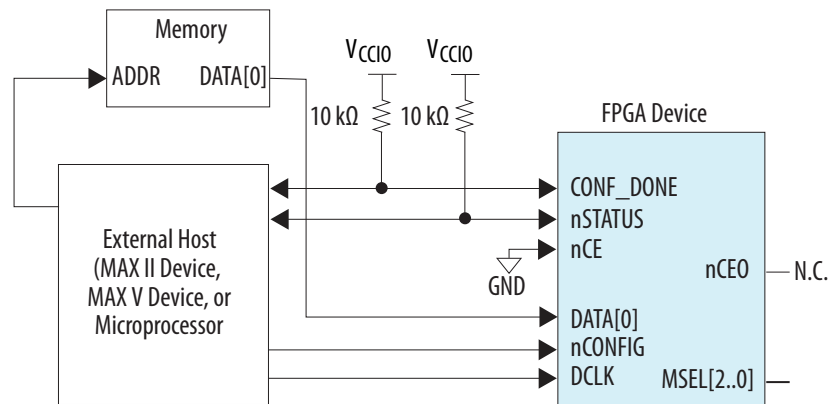 Memory
ADDR DATA[0]
VCCIO VCCIO
10 kΩ 10 kΩ
FPGA Device
External Host
(MAX II Device,
MAX V Device, or
Microprocessor
CONF_DONE
nSTATUS
nCE
GND
nCEO N.C.
DATA[0]
nCONFIG
DCLK
MSEL[2..0]